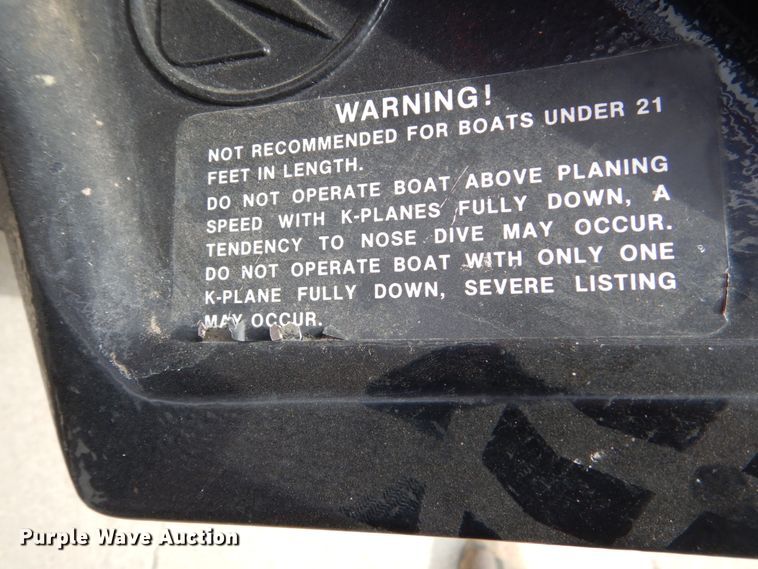 WARNING!
NOT RECOMMENDED FOR BOATS UNDER 21
FEET IN LENGTH.
DO NOT OPERATE BOAT ABOVE PLANING
SPEED WITH K-PLANES FULLY DOWN, A
TENDENCY TO NOSE DIVE MAY OCCUR.
DO NOT OPERATE BOAT WITH ONLY ONE
K-PLANE FULLY DOWN, SEVERE LISTING
MAY OCCUR.
Purple Wave Auction